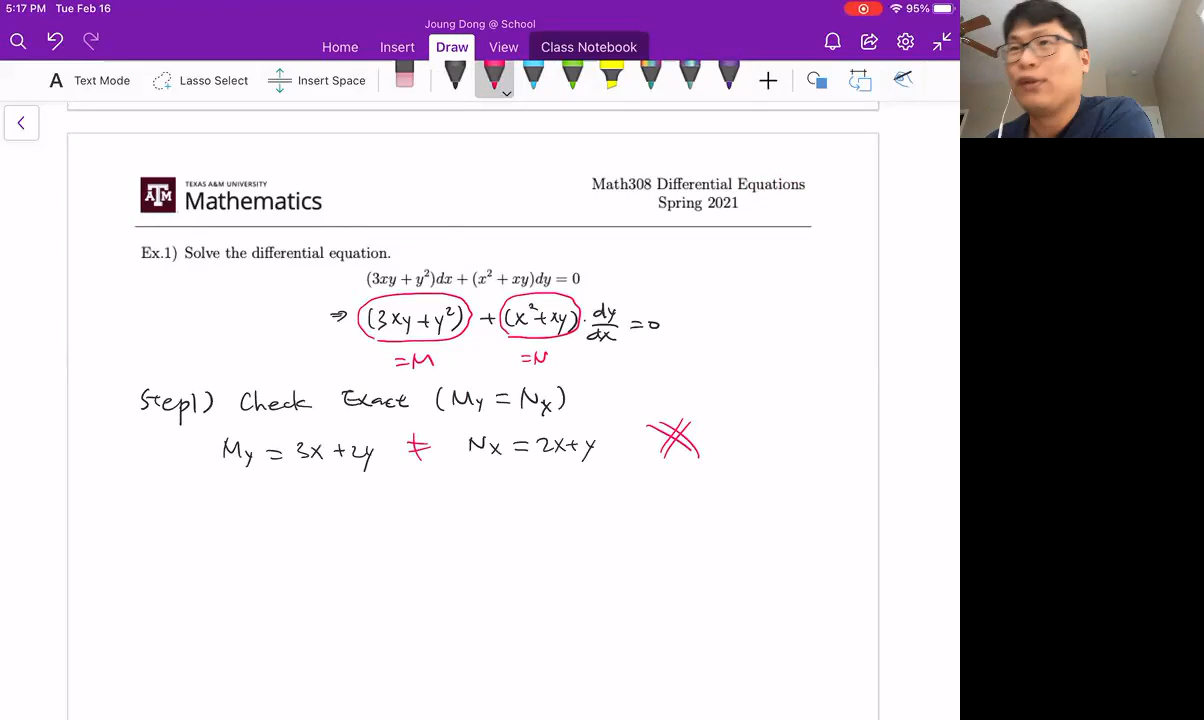 5:17 PM Tue Feb 16
95%
Joung Dong @ School
Home Insert Draw View Class Notebook
A Text Mode Lasso Select Insert Space
TEXAS A&M UNIVERSITY
Mathematics
ATM
Math308 Differential Equations
Spring 2021
Ex.1) Solve the differential equation.
(3xy + y²)dx + (x² + xy)dy = 0
⇒ (3xy + y²) + (x² + xy) · dy/dx = 0
= M = N
Step1) Check Exact (My = Nx)
My = 3x + 2y ≠ Nx = 2x + y